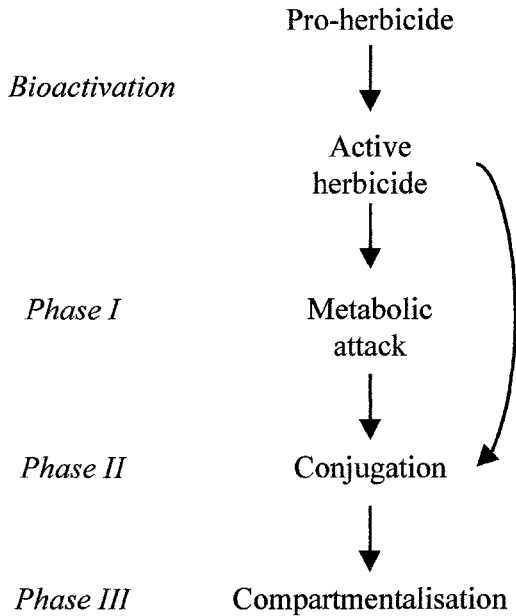 Pro-herbicide
Bioactivation
Active
herbicide
Phase I
Metabolic
attack
Phase II
Conjugation
Phase III
Compartmentalisation